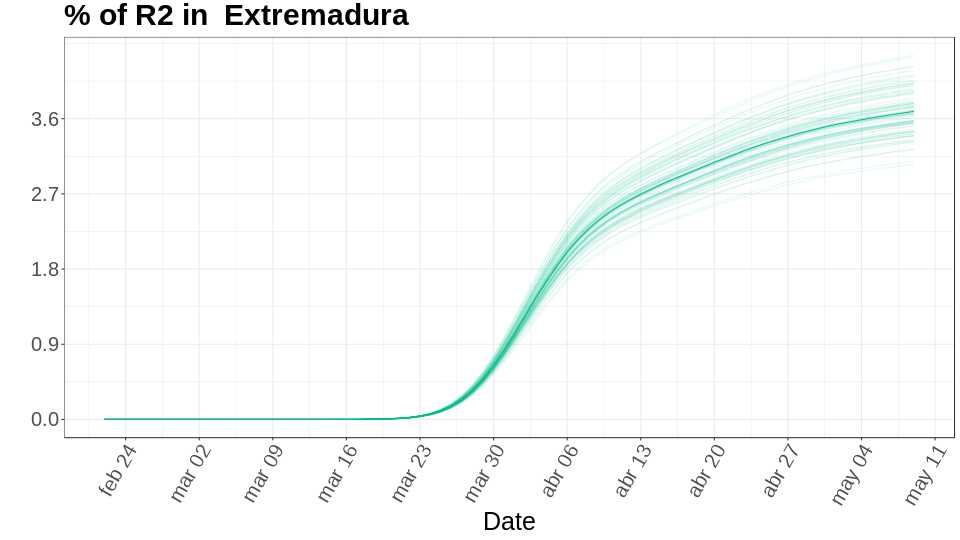 % of R2 in  Extremadura
3.6
2.7
1.8
0.9
0.0
feb 24
mar 02
mar 09
mar 16
mar 23
mar 30
abr 06
abr 13
abr 20
abr 27
may 04
may 11
Date